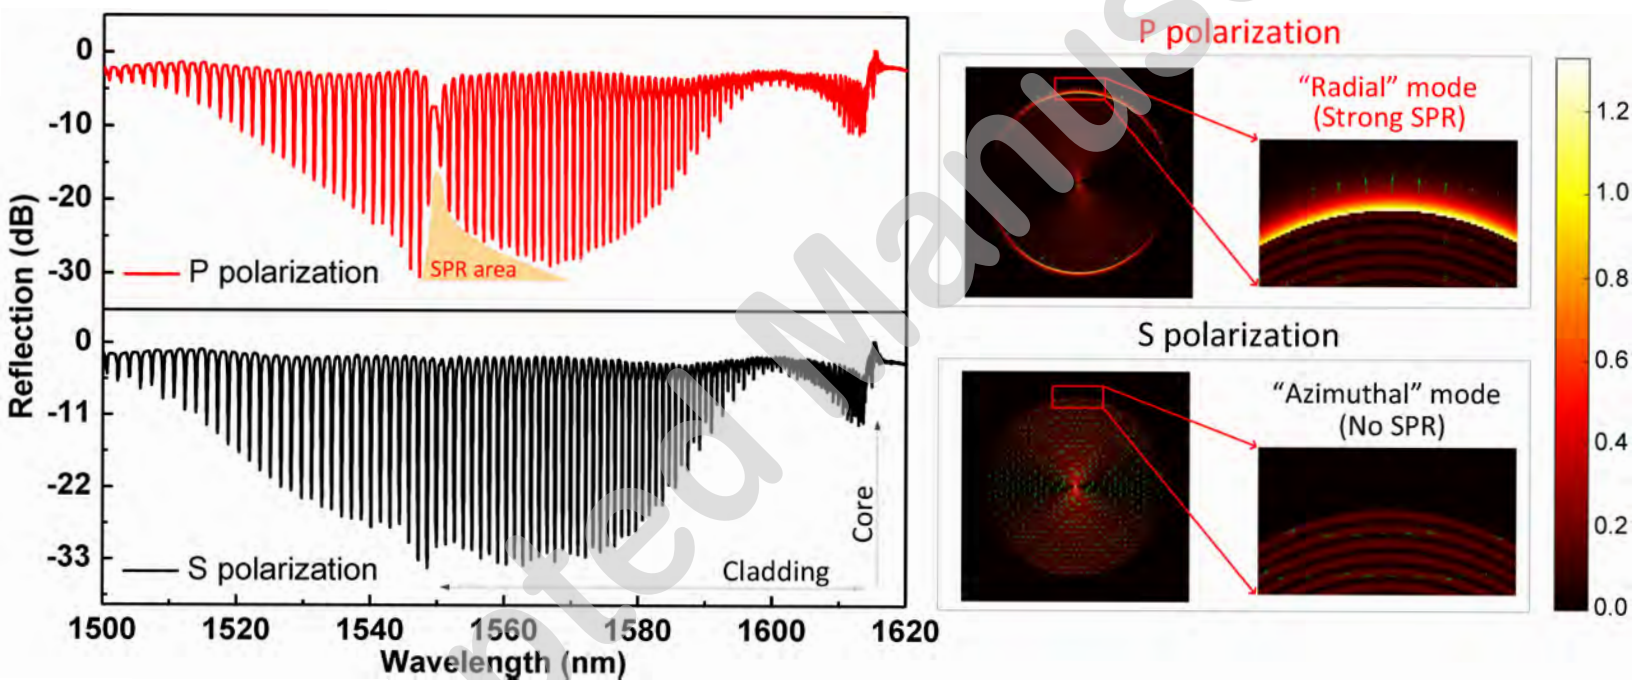 P polarization
0
-10
-20
-30
P polarization
SPR area
0
-11
-22
-33
S polarization
Cladding
Core
Reflection (dB)
1500 1520 1540 1560 1580 1600 1620
Wavelength (nm)
"Radial" mode
(Strong SPR)
S polarization
"Azimuthal" mode
(No SPR)
1.2
1.0
0.8
0.6
0.4
0.2
0.0